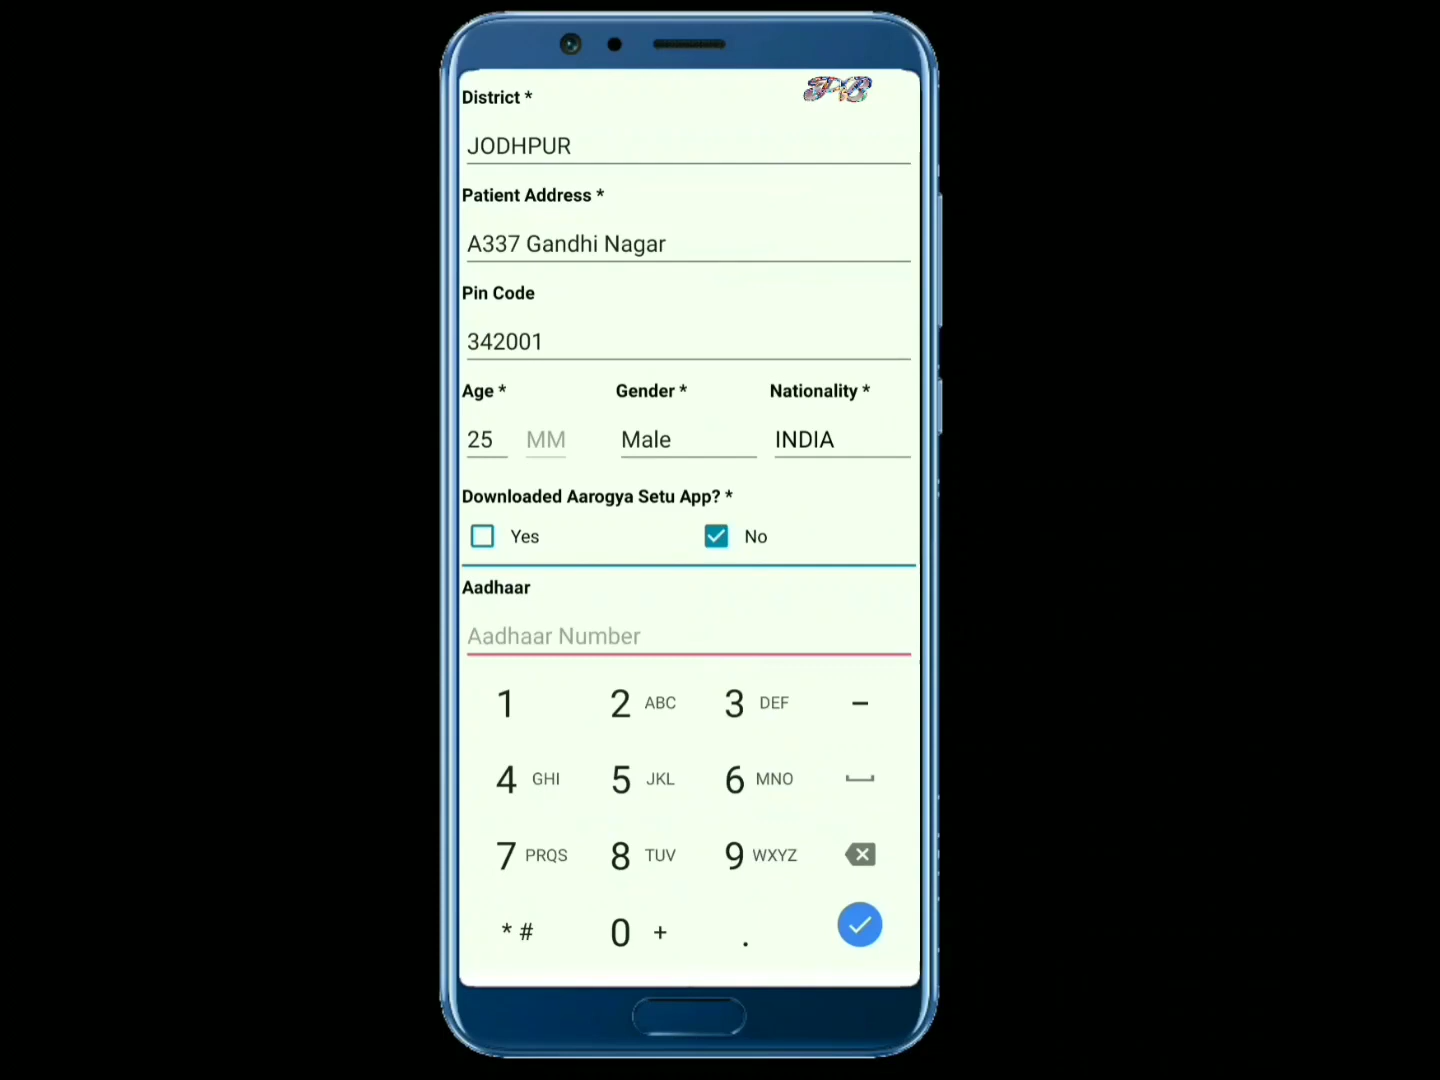 PB
District *
JODHPUR
Patient Address *
A337 Gandhi Nagar
Pin Code
342001
Age * Gender * Nationality *
25 MM Male INDIA
Downloaded Aarogya Setu App? *
Yes No
Aadhaar
Aadhaar Number
1 2 ABC 3 DEF −
4 GHI 5 JKL 6 MNO
7 PRQS 8 TUV 9 WXYZ
* # 0 + .